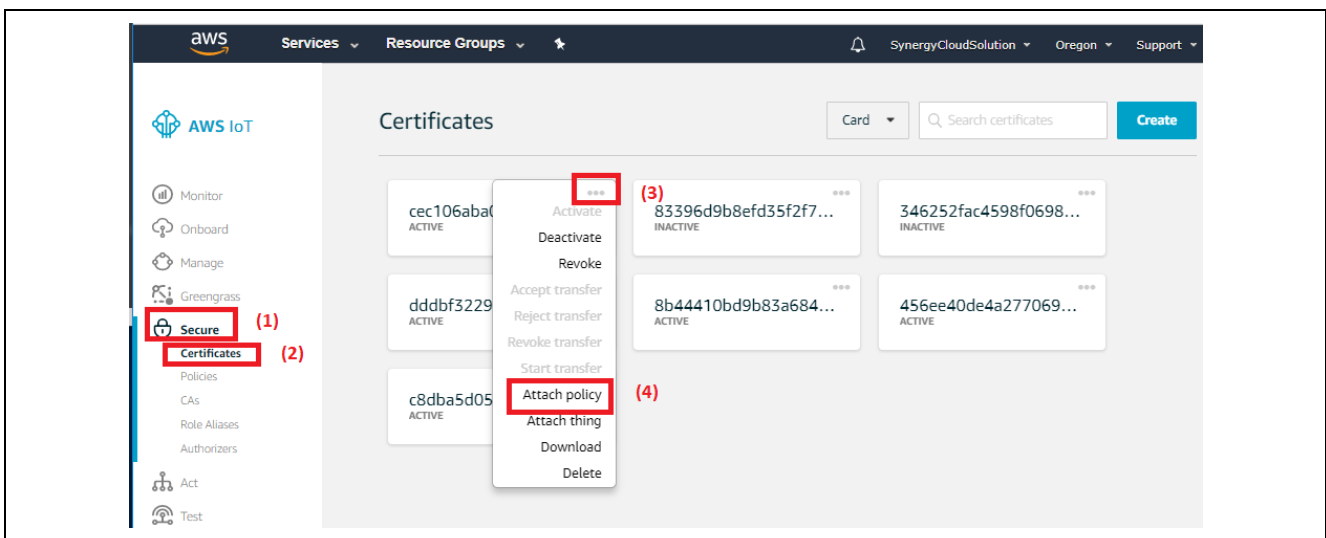 aws Services Resource Groups SynergyCloudSolution Oregon Support
AWS IoT
Certificates Card Search certificates Create
Monitor
Onboard
Manage
Greengrass
Secure (1)
Certificates (2)
Policies
CAs
Role Aliases
Authorizers
Act
Test
cec106aba
ACTIVE
(3)
83396d9b8efd35f2f7...
INACTIVE
346252fac4598f0698...
INACTIVE
dddbf3229
ACTIVE
8b44410bd9b83a684...
ACTIVE
456ee40de4a277069...
ACTIVE
c8dba5d05
ACTIVE
Activate
Deactivate
Revoke
Accept transfer
Reject transfer
Revoke transfer
Start transfer
Attach policy (4)
Attach thing
Download
Delete